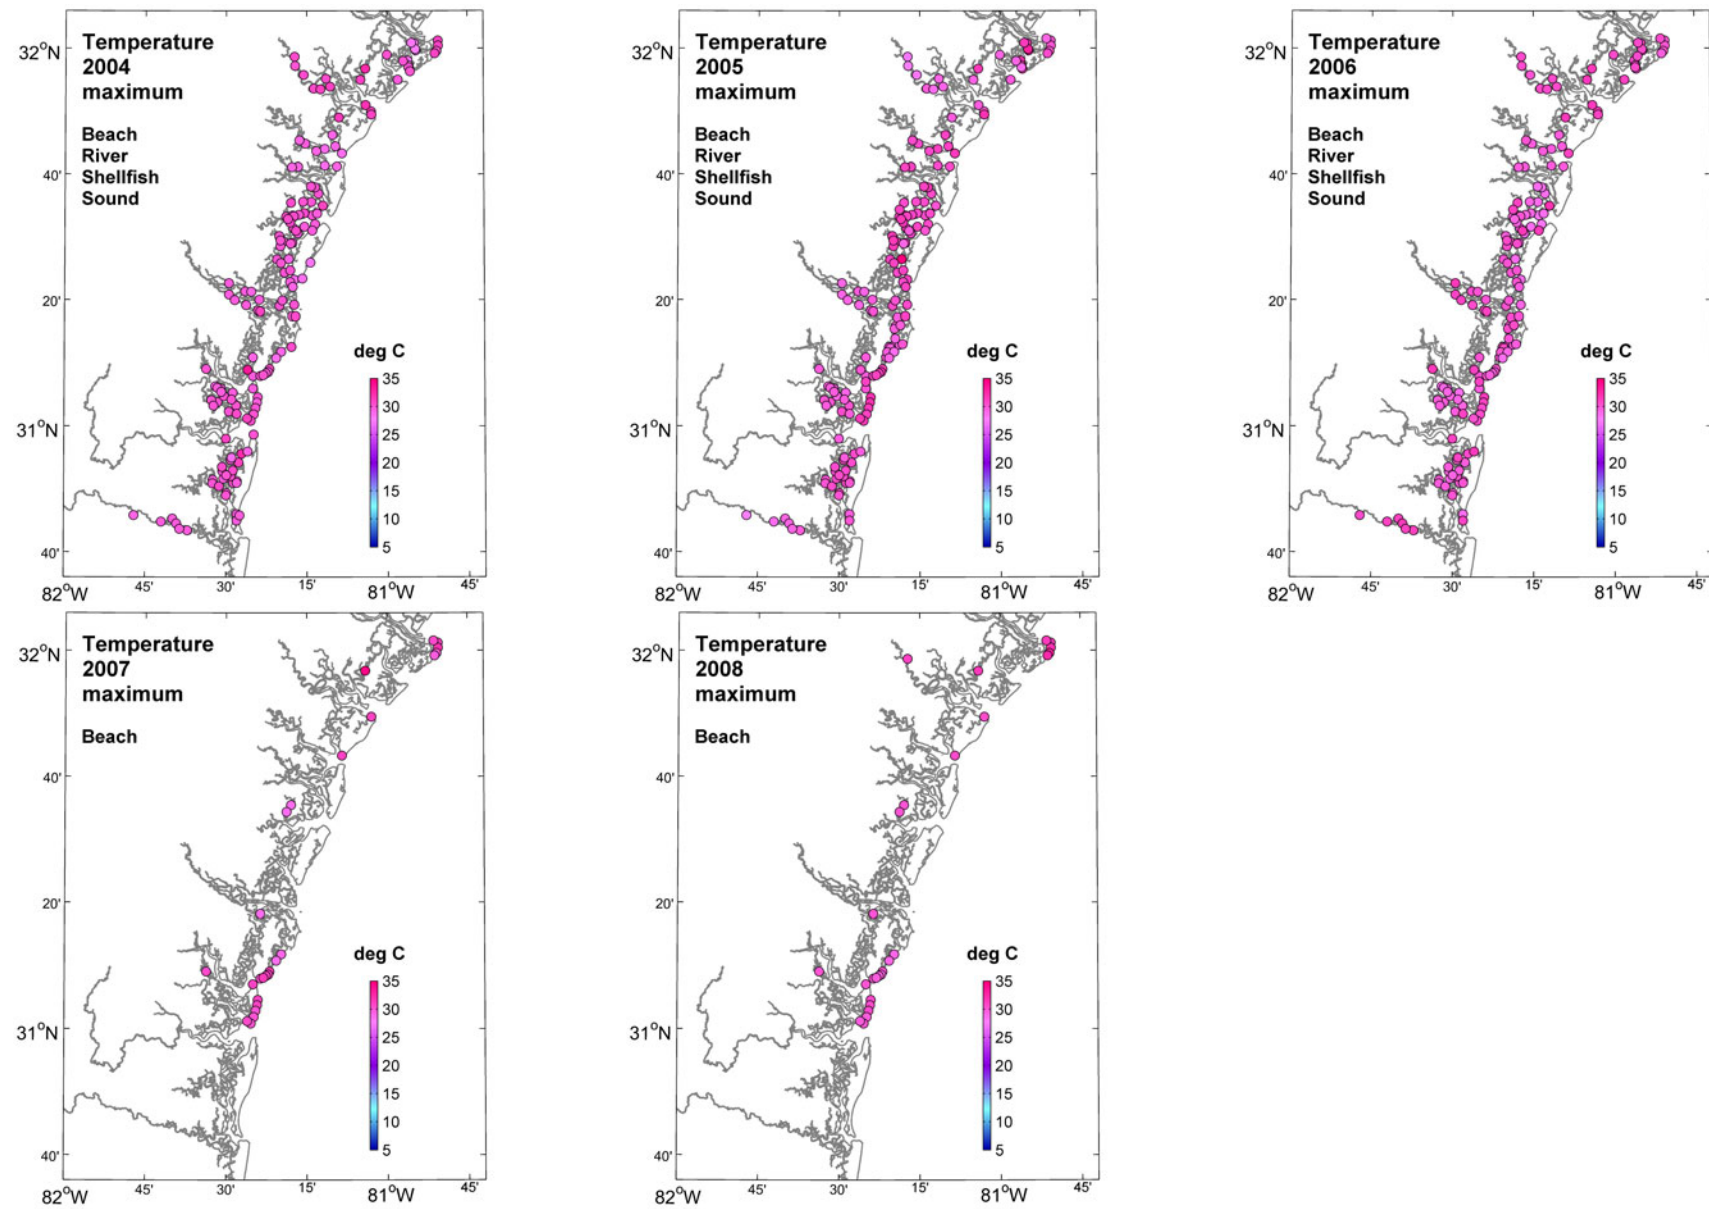 Temperature
2004
maximum
Beach
River
Shellfish
Sound
32°N
40'
20'
31°N
40'
82°W
45'
30'
15'
81°W
45'
deg C
35
30
25
20
15
10
5
Temperature
2005
maximum
Beach
River
Shellfish
Sound
32°N
40'
20'
31°N
40'
82°W
45'
30'
15'
81°W
45'
deg C
35
30
25
20
15
10
5
Temperature
2006
maximum
Beach
River
Shellfish
Sound
32°N
40'
20'
31°N
40'
82°W
45'
30'
15'
81°W
45'
deg C
35
30
25
20
15
10
5
Temperature
2007
maximum
Beach
32°N
40'
20'
31°N
40'
82°W
45'
30'
15'
81°W
45'
deg C
35
30
25
20
15
10
5
Temperature
2008
maximum
Beach
32°N
40'
20'
31°N
40'
82°W
45'
30'
15'
81°W
45'
deg C
35
30
25
20
15
10
5